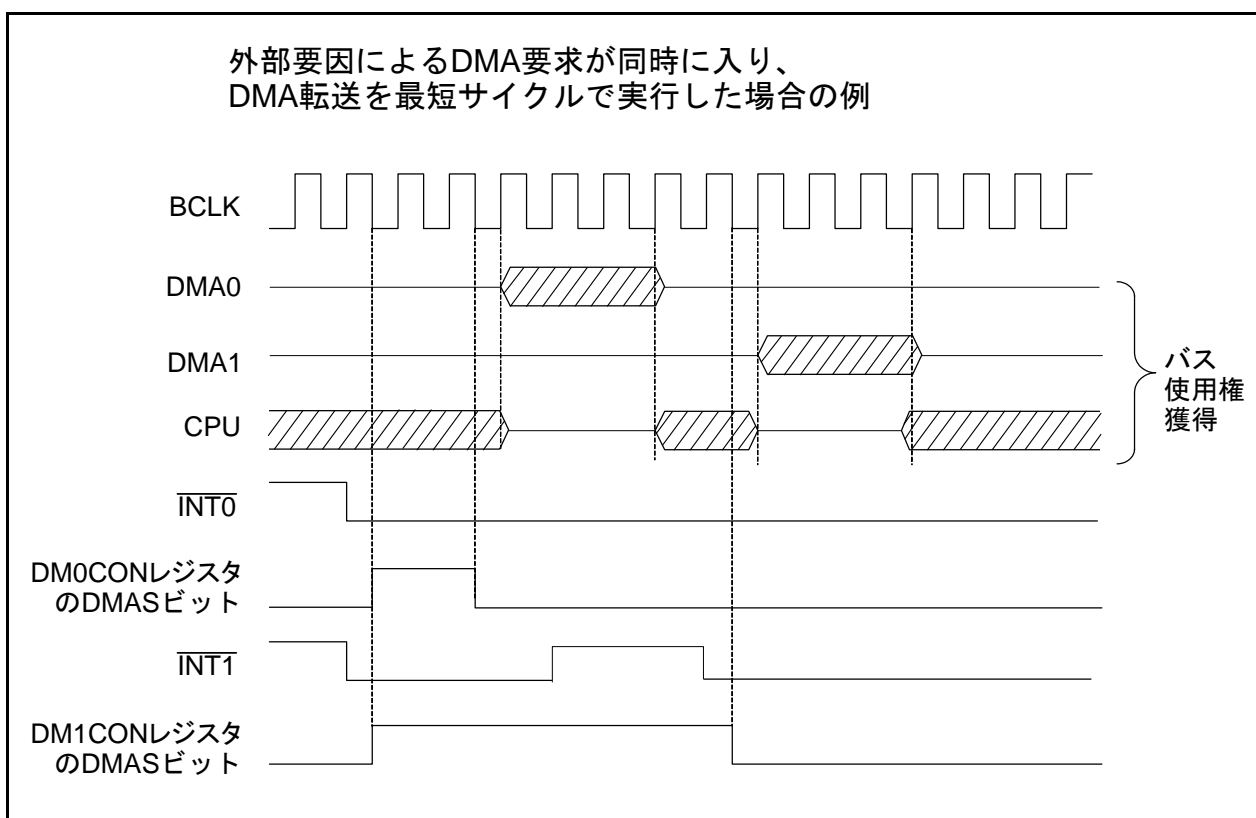 外部要因によるDMA要求が同時に入り、
DMA転送を最短サイクルで実行した場合の例
BCLK
DMA0
DMA1
CPU
バス
使用権
獲得
INT0
DM0CONレジスタ
のDMASビット
INT1
DM1CONレジスタ
のDMASビット